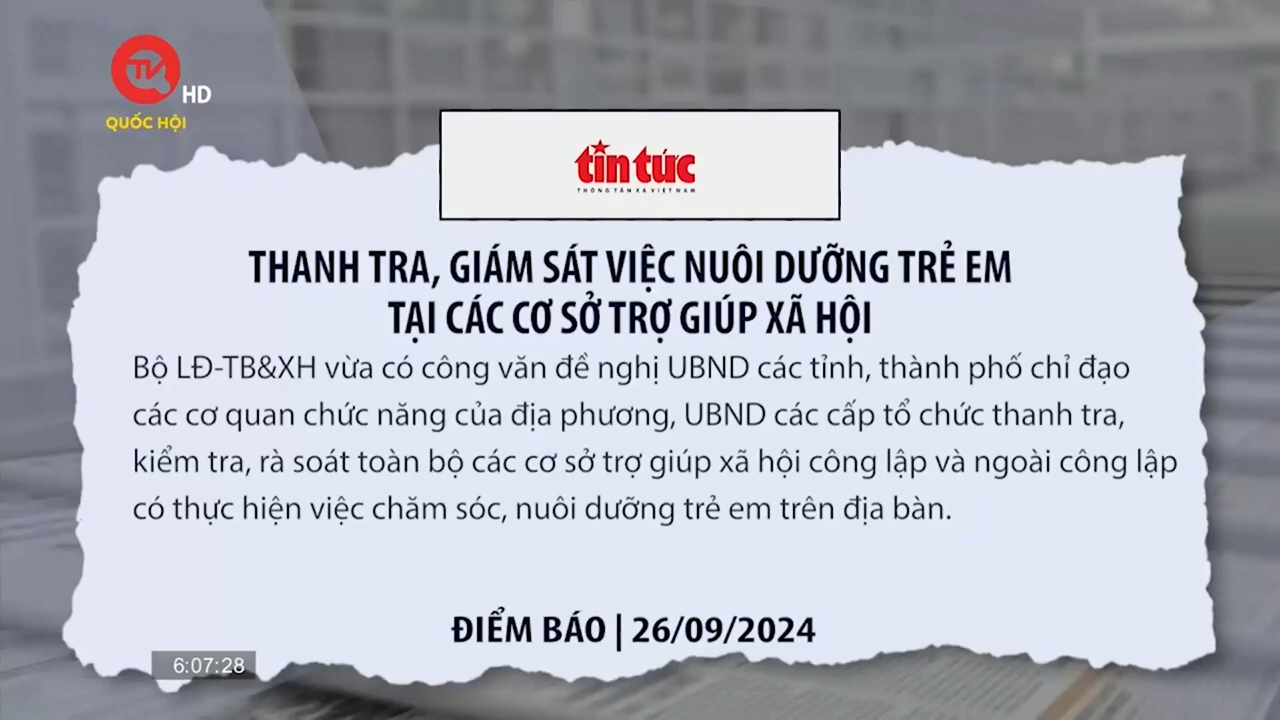 HD
QUỐC HỘI
tin tức
THÔNG TẤN XÃ VIỆT NAM
THANH TRA, GIÁM SÁT VIỆC NUÔI DƯỠNG TRẺ EM
TẠI CÁC CƠ SỞ TRỢ GIÚP XÃ HỘI
Bộ LĐ-TB&XH vừa có công văn đề nghị UBND các tỉnh, thành phố chỉ đạo
các cơ quan chức năng của địa phương, UBND các cấp tổ chức thanh tra,
kiểm tra, rà soát toàn bộ các cơ sở trợ giúp xã hội công lập và ngoài công lập
có thực hiện việc chăm sóc, nuôi dưỡng trẻ em trên địa bàn.
ĐIỂM BÁO | 26/09/2024
6:07:28